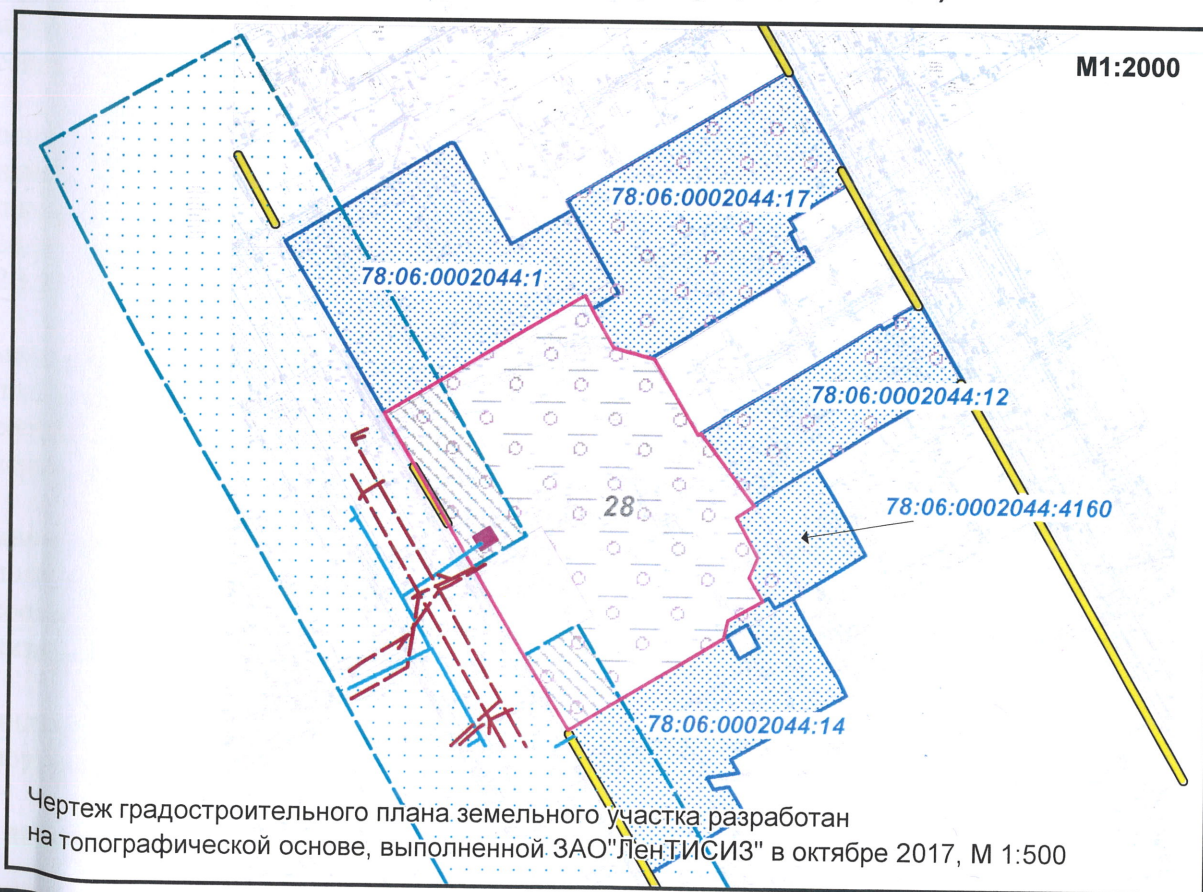 М1:2000
78:06:0002044:17
78:06:0002044:1
78:06:0002044:12
28
78:06:0002044:4160
78:06:0002044:14
Чертеж градостроительного плана земельного участка разработан
на топографической основе, выполненной ЗАО"ЛенТИСИЗ" в октябре 2017, М 1:500